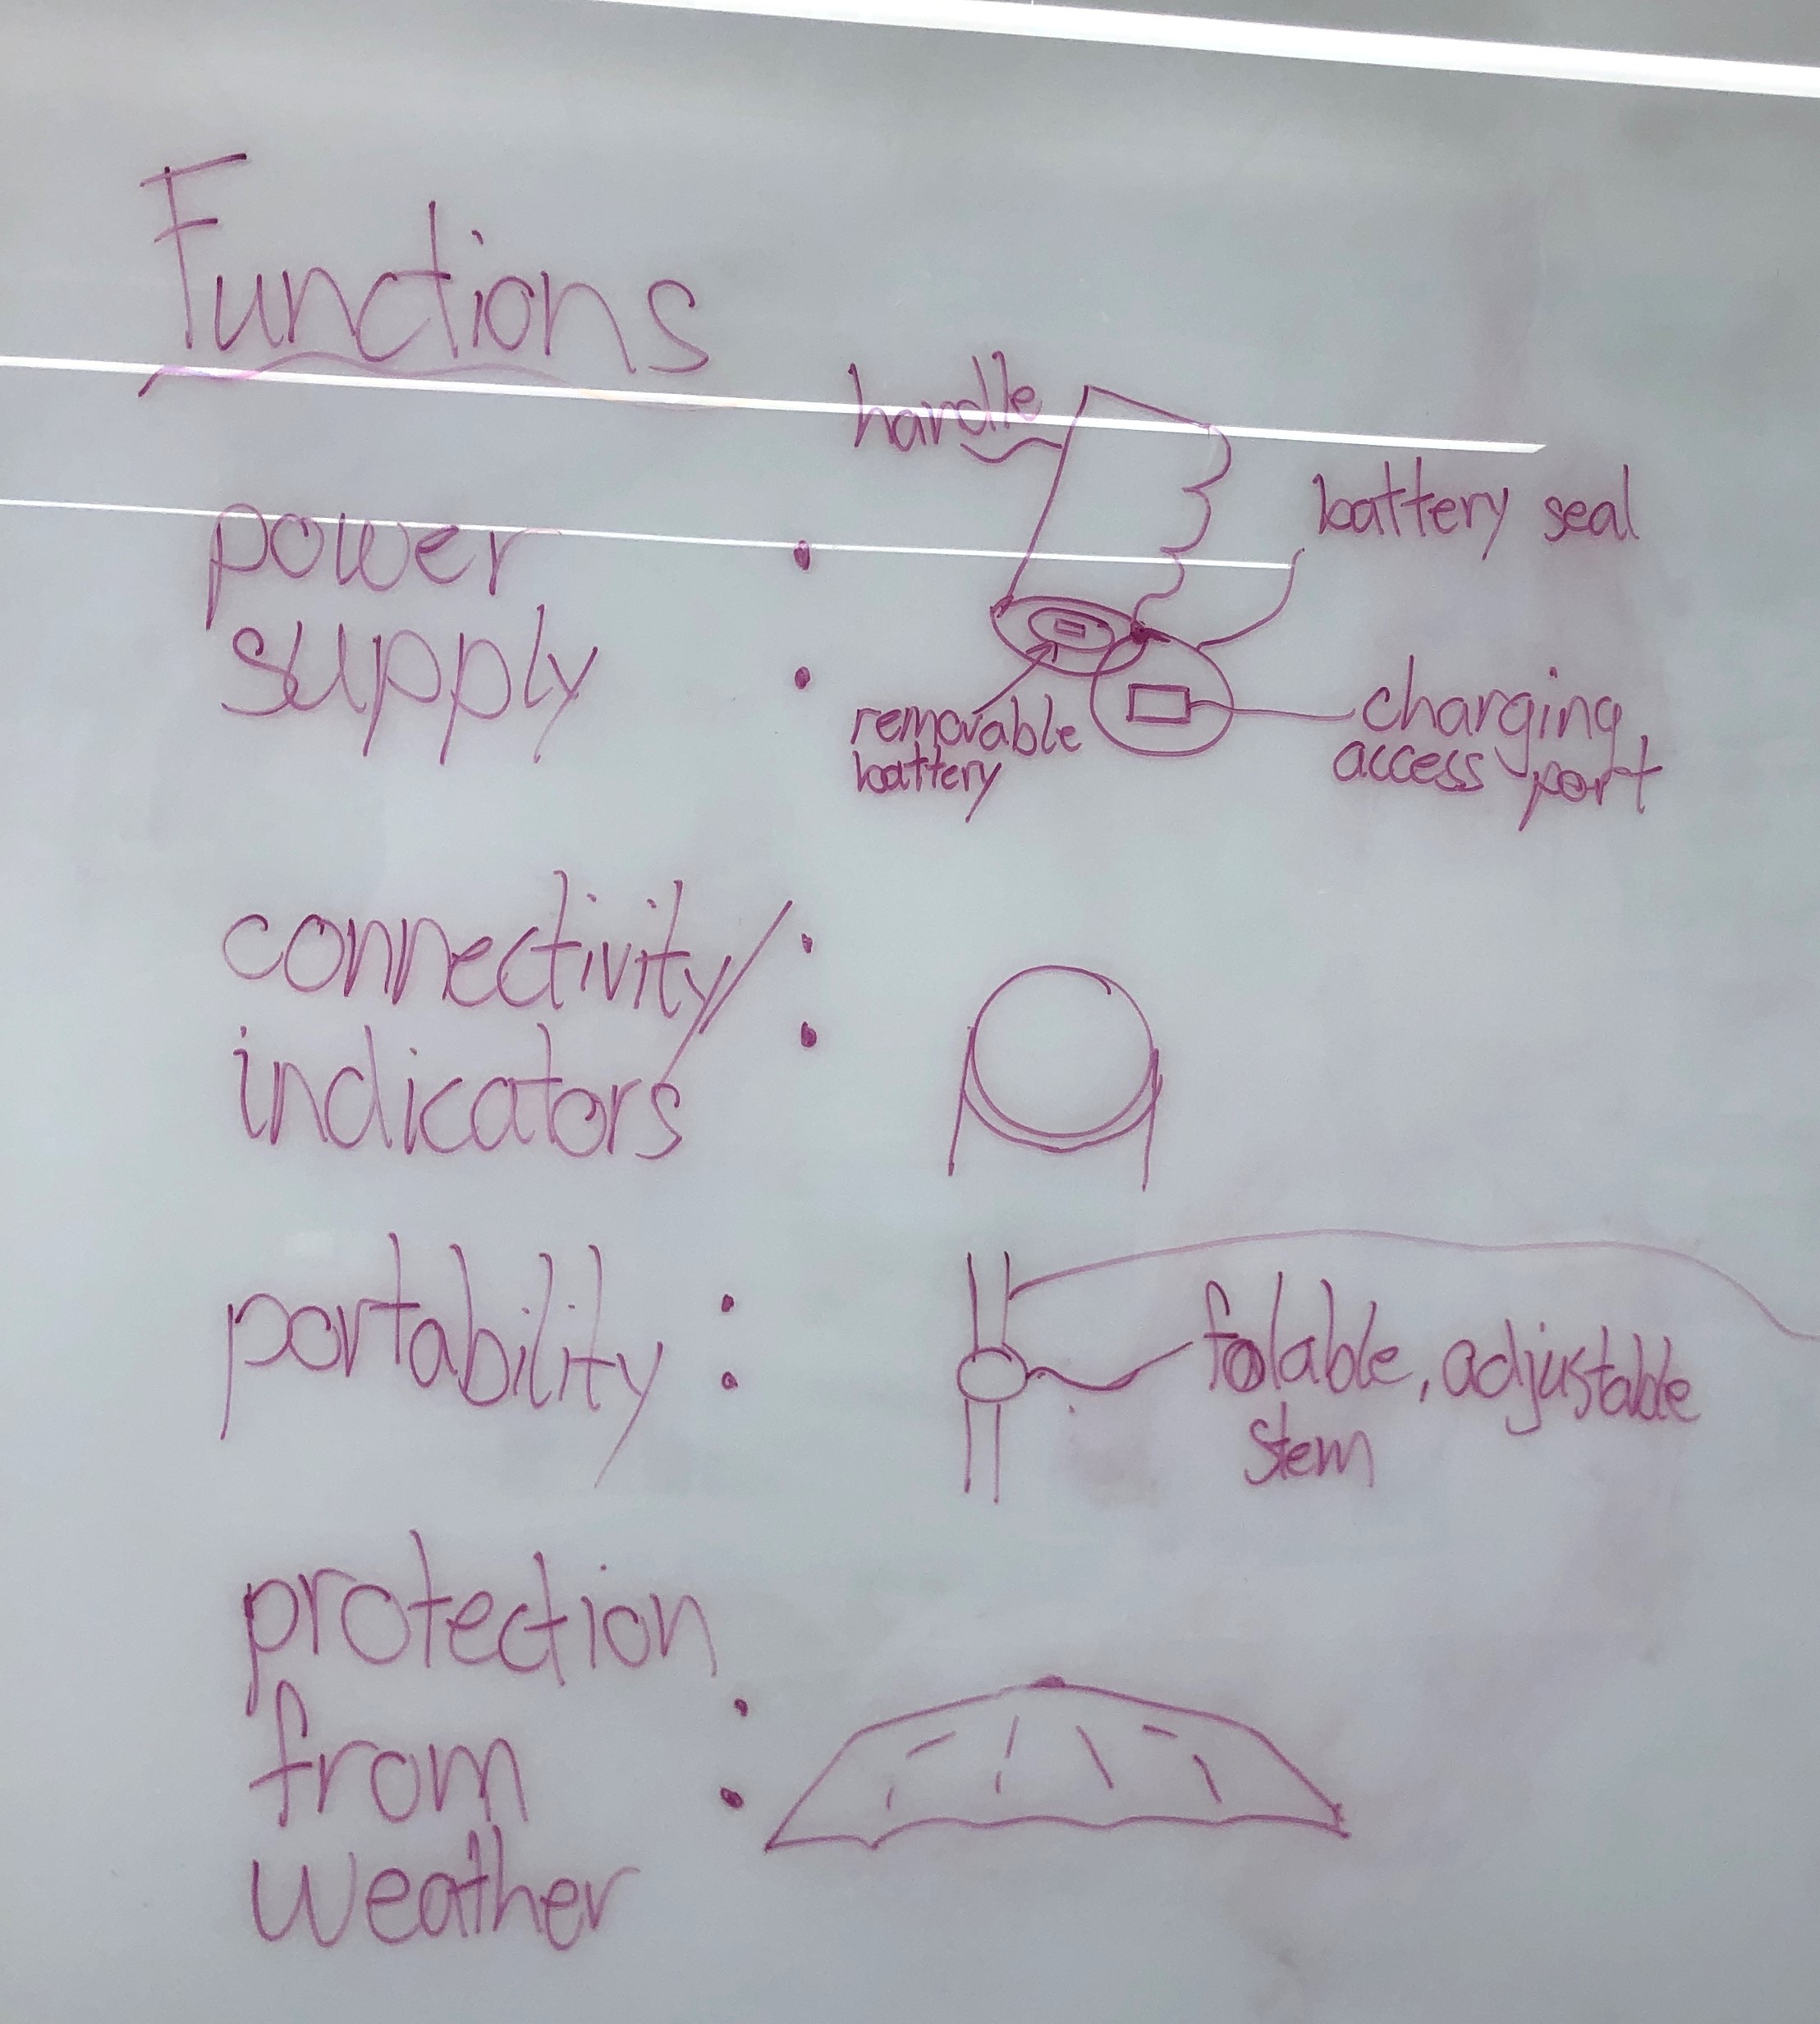 Functions
handle
battery seal
power :
supply
removable
battery
charging
access port
connectivity/ :
indicators
portability :
folable, adjustable
stem
protection
from :
weather